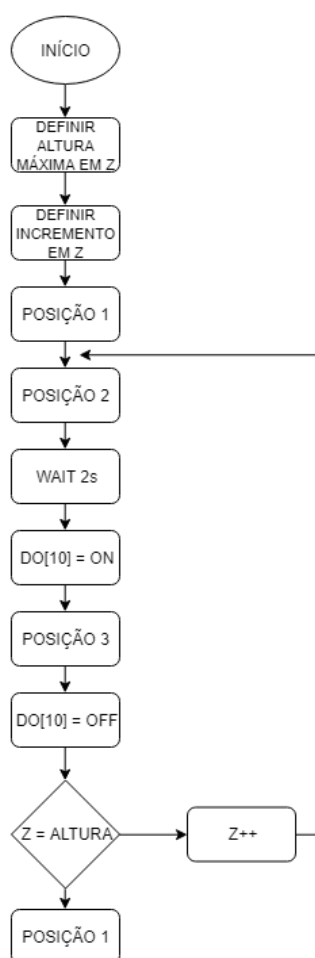 INÍCIO
DEFINIR
ALTURA
MÁXIMA EM Z
DEFINIR
INCREMENTO
EM Z
POSIÇÃO 1
POSIÇÃO 2
WAIT 2s
DO[10] = ON
POSIÇÃO 3
DO[10] = OFF
Z = ALTURA
Z++
POSIÇÃO 1